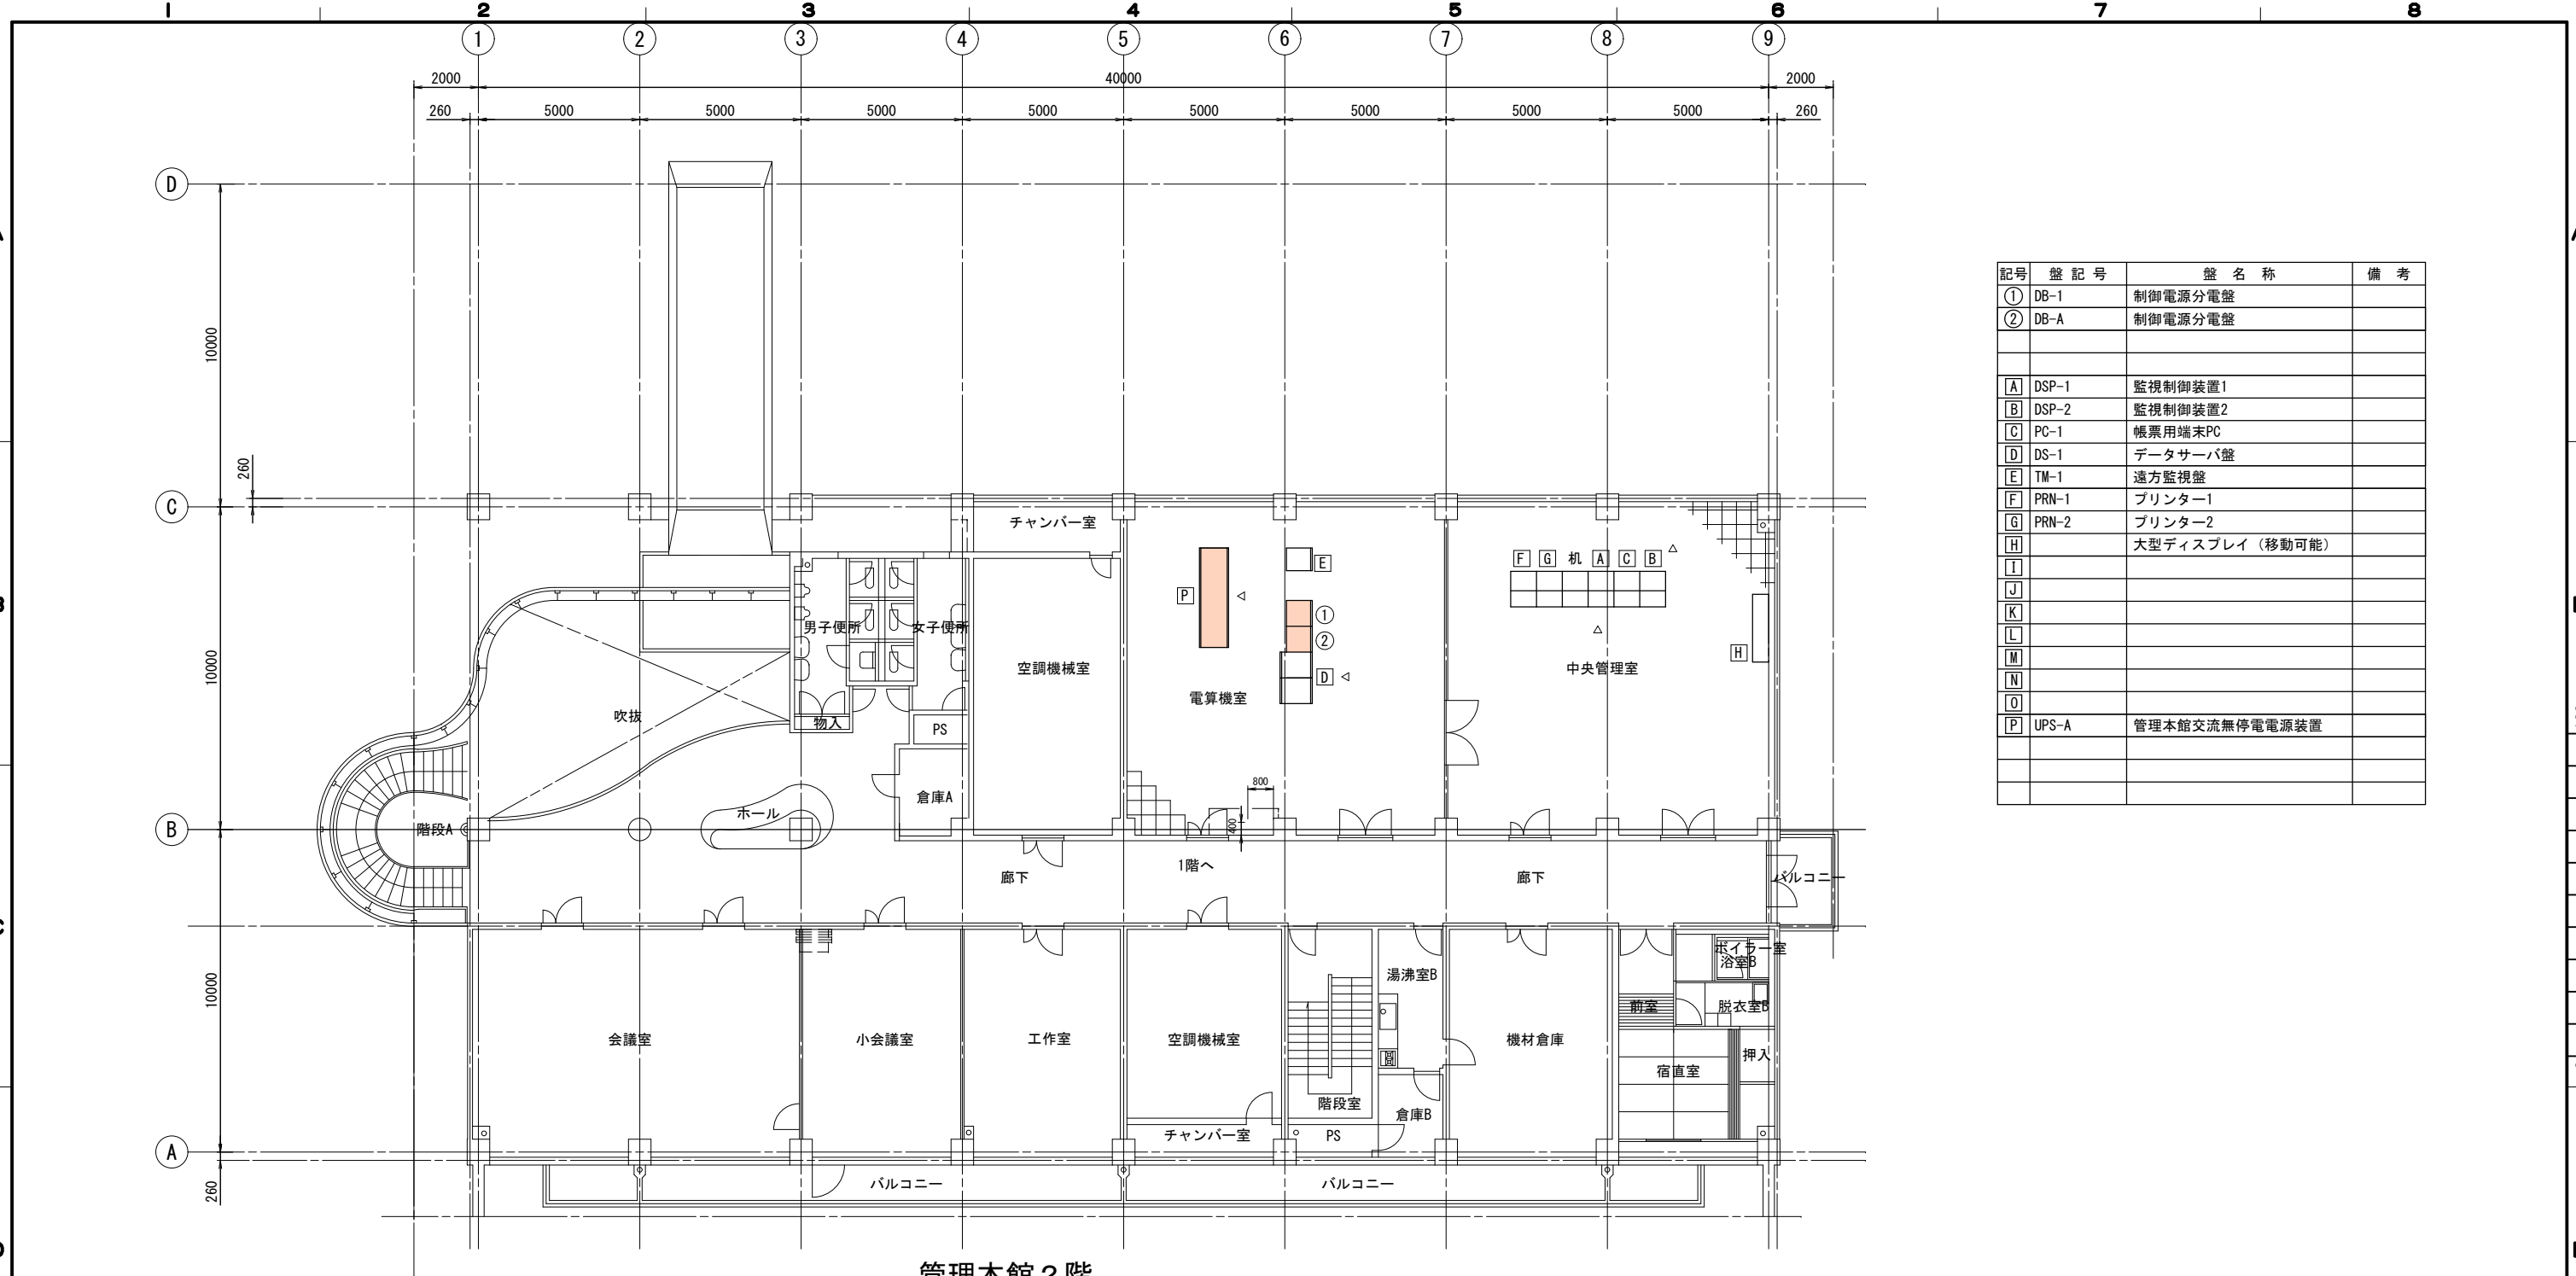 1 2 3 4 5 6 7 8
① ② ③ ④ ⑤ ⑥ ⑦ ⑧ ⑨
2000 40000 2000
260 5000 5000 5000 5000 5000 5000 5000 5000 260
D
10000
260
C
10000
B
10000
A
260
記号 盤記号 盤名称 備考
① DB-1 制御電源分電盤
② DB-A 制御電源分電盤
A DSP-1 監視制御装置1
B DSP-2 監視制御装置2
C PC-1 帳票用端末PC
D DS-1 データサーバ盤
E TM-1 遠方監視盤
F PRN-1 プリンター1
G PRN-2 プリンター2
H 大型ディスプレイ（移動可能）
I
J
K
L
M
N
O
P UPS-A 管理本館交流無停電電源装置
チャンバー室
E
F G 机 A C B
P
①
②
男子便所 女子便所
空調機械室
D
中央管理室
H
電算機室
吹抜
物入
PS
倉庫A
800
400
ホール
階段A
1階へ
廊下
廊下
バルコニー
ボイラー室
浴室B
湯沸室B
前室
脱衣室B
会議室
小会議室
工作室
空調機械室
機材倉庫
押入
宿直室
階段室
倉庫B
チャンバー室
PS
バルコニー
バルコニー
管理本館２階